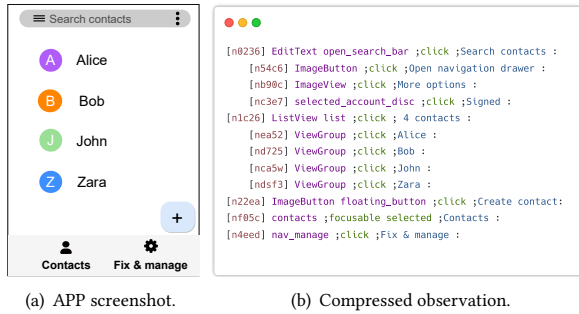 Search contacts
A Alice
B Bob
J John
Z Zara
+
Contacts Fix & manage
(a) APP screenshot.
[n0236] EditText open_search_bar ;click ;Search contacts :
[n54c6] ImageButton ;click ;Open navigation drawer :
[nb90c] ImageView ;click ;More options :
[nc3e7] selected_account_disc ;click ;Signed :
[n1c26] ListView list ;click ; 4 contacts :
[nea52] ViewGroup ;click ;Alice :
[nd725] ViewGroup ;click ;Bob :
[nca5w] ViewGroup ;click ;John :
[ndsf3] ViewGroup ;click ;Zara :
[n22ea] ImageButton floating_button ;click ;Create contact:
[nf05c] contacts ;focusable selected ;Contacts :
[n4eed] nav_manage ;click ;Fix & manage :
(b) Compressed observation.